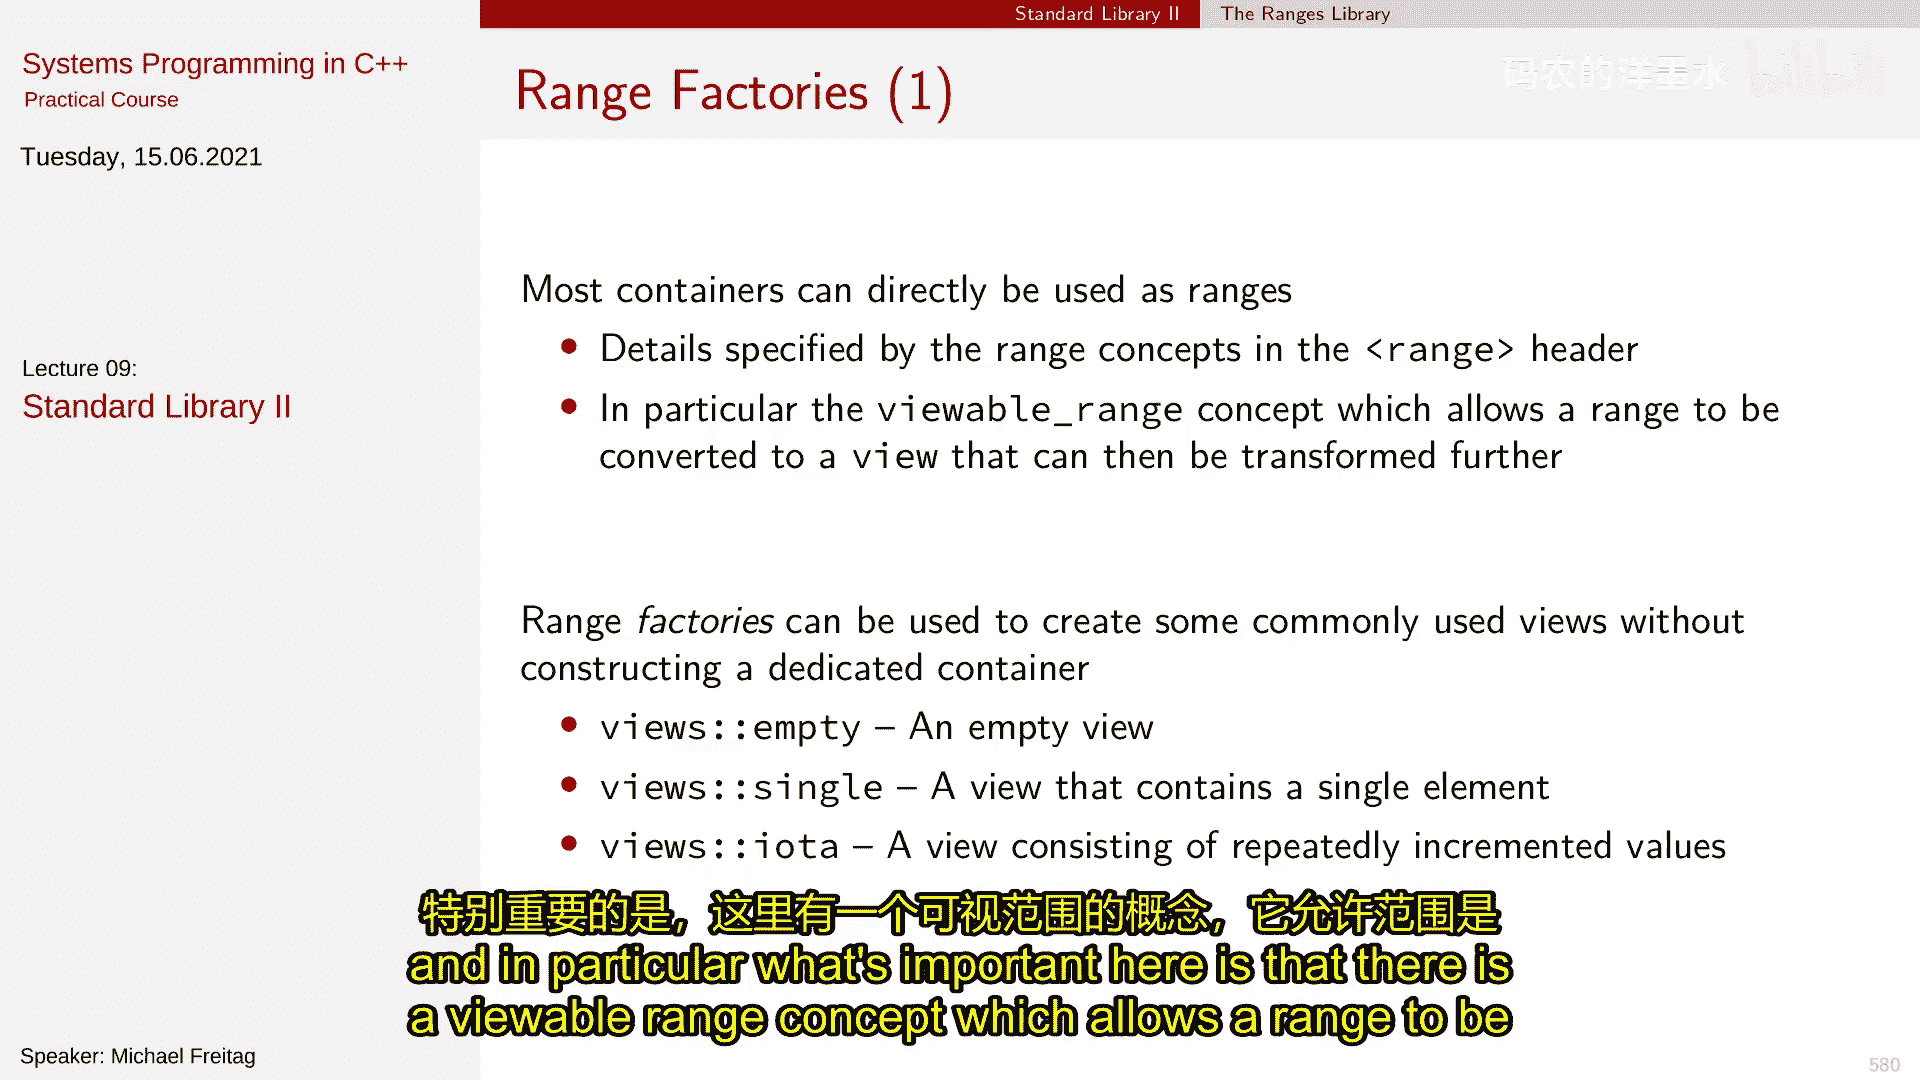 Standard Library II
The Ranges Library
Systems Programming in C++
Practical Course
Tuesday, 15.06.2021
Lecture 09:
Standard Library II
Speaker: Michael Freitag
Range Factories (1)
码农的洋墨水
Most containers can directly be used as ranges
• Details specified by the range concepts in the <range> header
• In particular the viewable_range concept which allows a range to be
converted to a view that can then be transformed further
Range factories can be used to create some commonly used views without
constructing a dedicated container
• views::empty – An empty view
• views::single – A view that contains a single element
• views::iota – A view consisting of repeatedly incremented values
特别重要的是，这里有一个可视范围的概念，它允许范围是
and in particular what's important here is that there is
a viewable range concept which allows a range to be
580